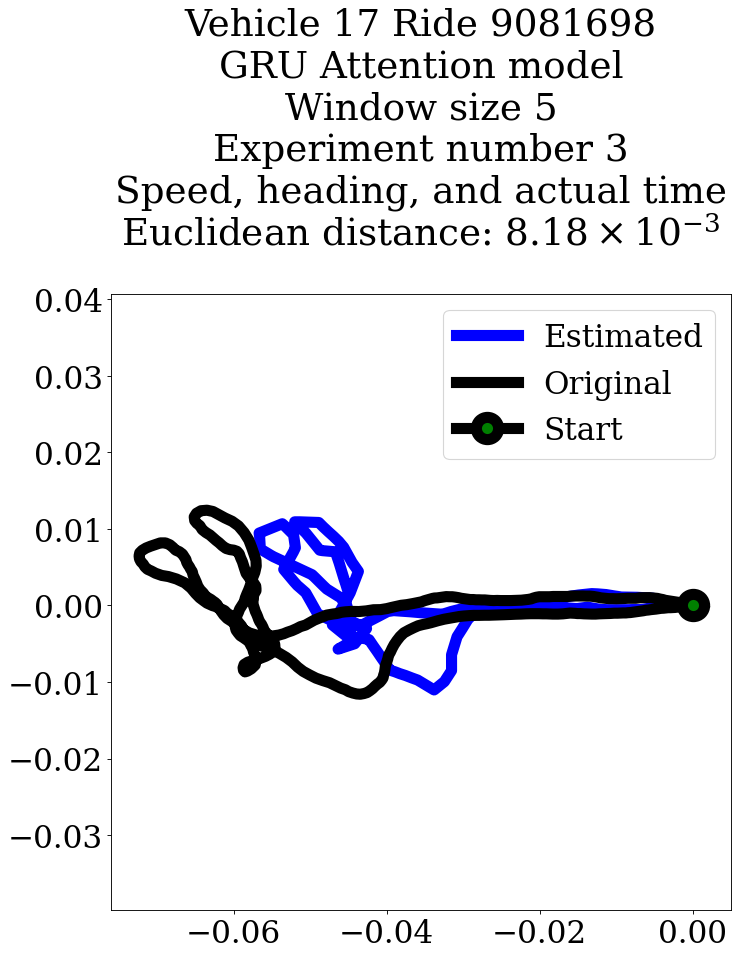 Vehicle 17 Ride 9081698
GRU Attention model
Window size 5
Experiment number 3
Speed, heading, and actual time
Euclidean distance: 8.18 × 10⁻³
Estimated
Original
Start
0.04
0.03
0.02
0.01
0.00
−0.01
−0.02
−0.03
−0.06
−0.04
−0.02
0.00